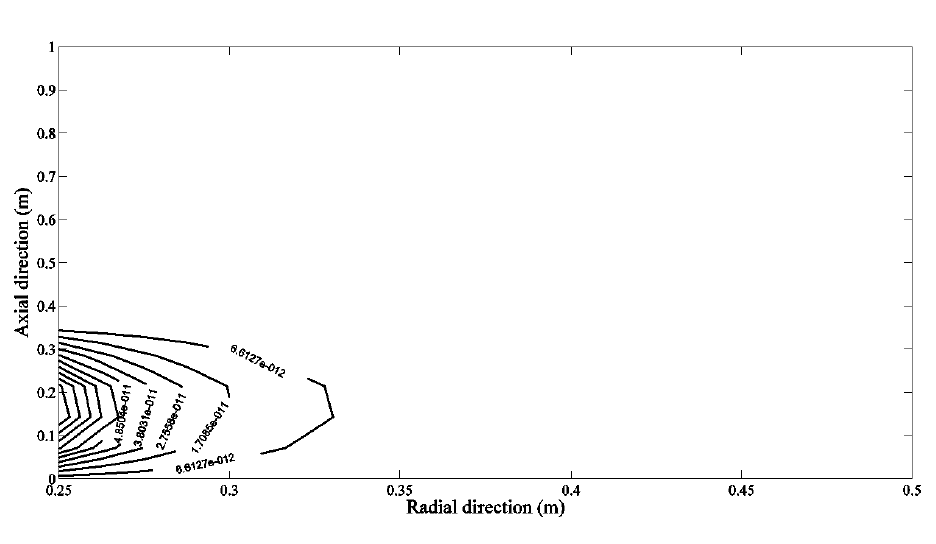 1
0.9
0.8
0.7
0.6
0.5
0.4
0.3
0.2
0.1
0
Axial direction (m)
6.6127e-012
4.8504e-011
3.8031e-011
2.7558e-011
1.7085e-011
6.6127e-012
0.25 0.3 0.35 0.4 0.45 0.5
Radial direction (m)